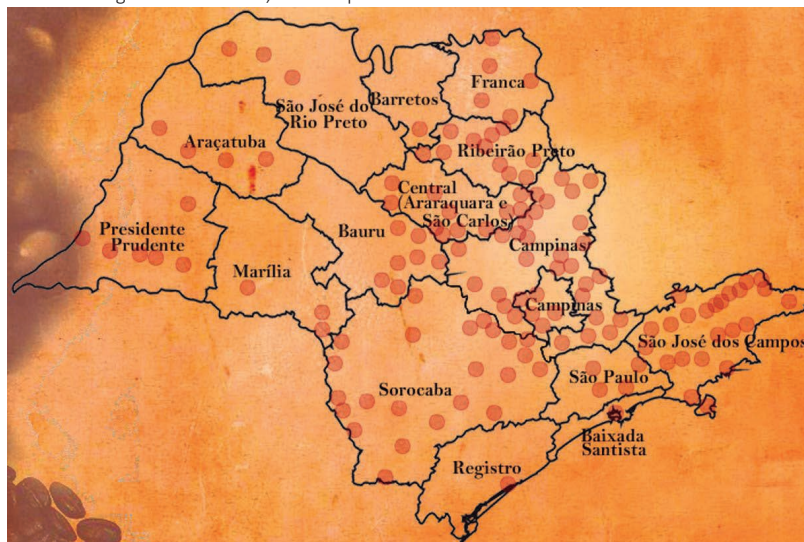 Franca
Barretos
São José do
Rio Preto
Araçatuba
Ribeirão Preto
Central
(Araraquara e
São Carlos)
Presidente
Prudente
Bauru
Campinas
Marília
Campinas
São José dos Campos
São Paulo
Sorocaba
Baixada
Santista
Registro